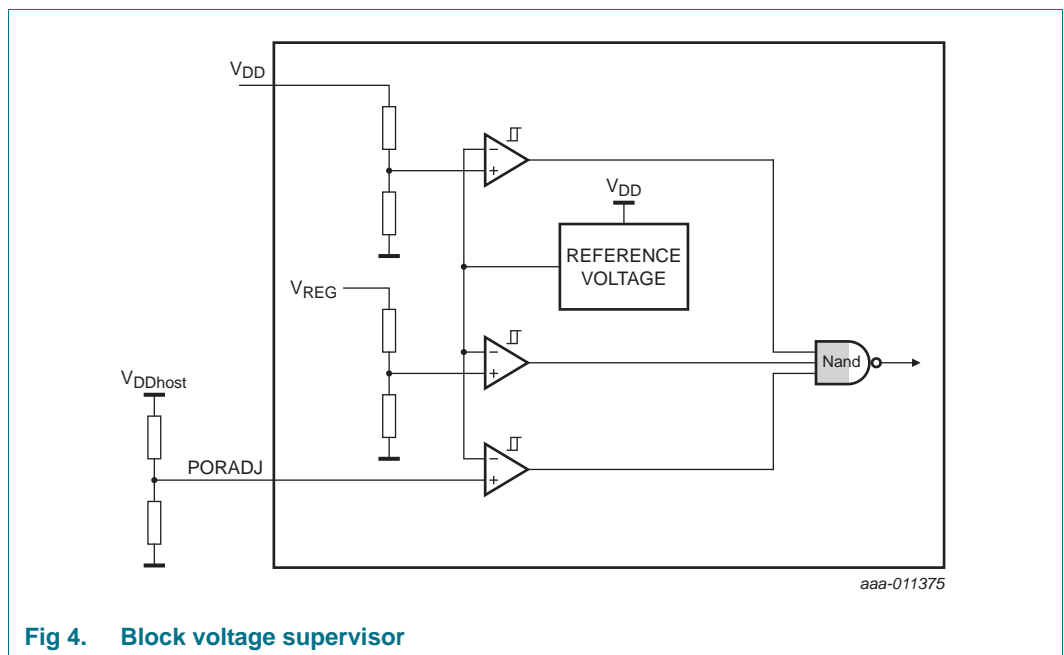 VDD
− 
+
VDD
REFERENCE
VOLTAGE
VREG
−
+
Nand
VDDhost
PORADJ
−
+
aaa-011375
Fig 4. Block voltage supervisor